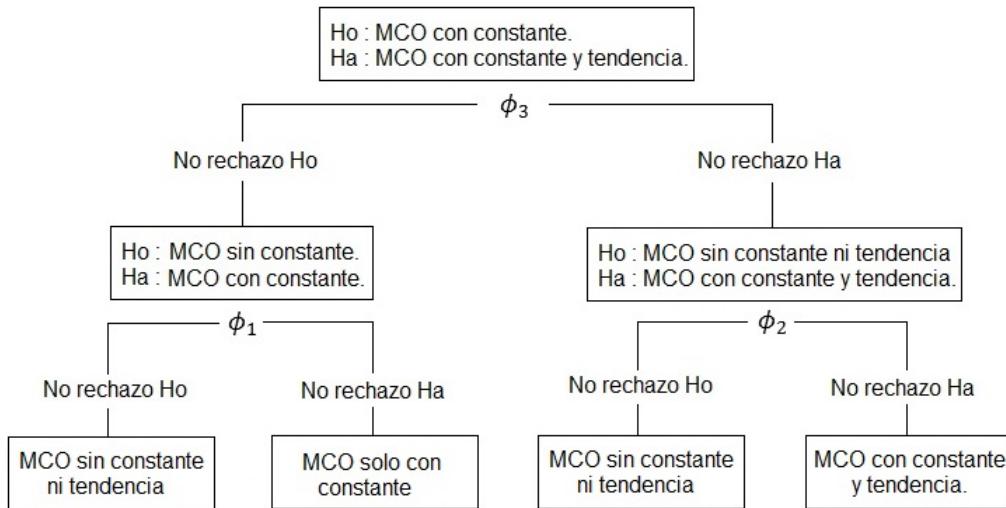 Ho : MCO con constante.
Ha : MCO con constante y tendencia.
ϕ3
No rechazo Ho
No rechazo Ha
Ho : MCO sin constante.
Ha : MCO con constante.
Ho : MCO sin constante ni tendencia
Ha : MCO con constante y tendencia.
ϕ1
ϕ2
No rechazo Ho
No rechazo Ha
No rechazo Ho
No rechazo Ha
MCO sin constante
ni tendencia
MCO solo con
constante
MCO sin constante
ni tendencia
MCO con constante
y tendencia.